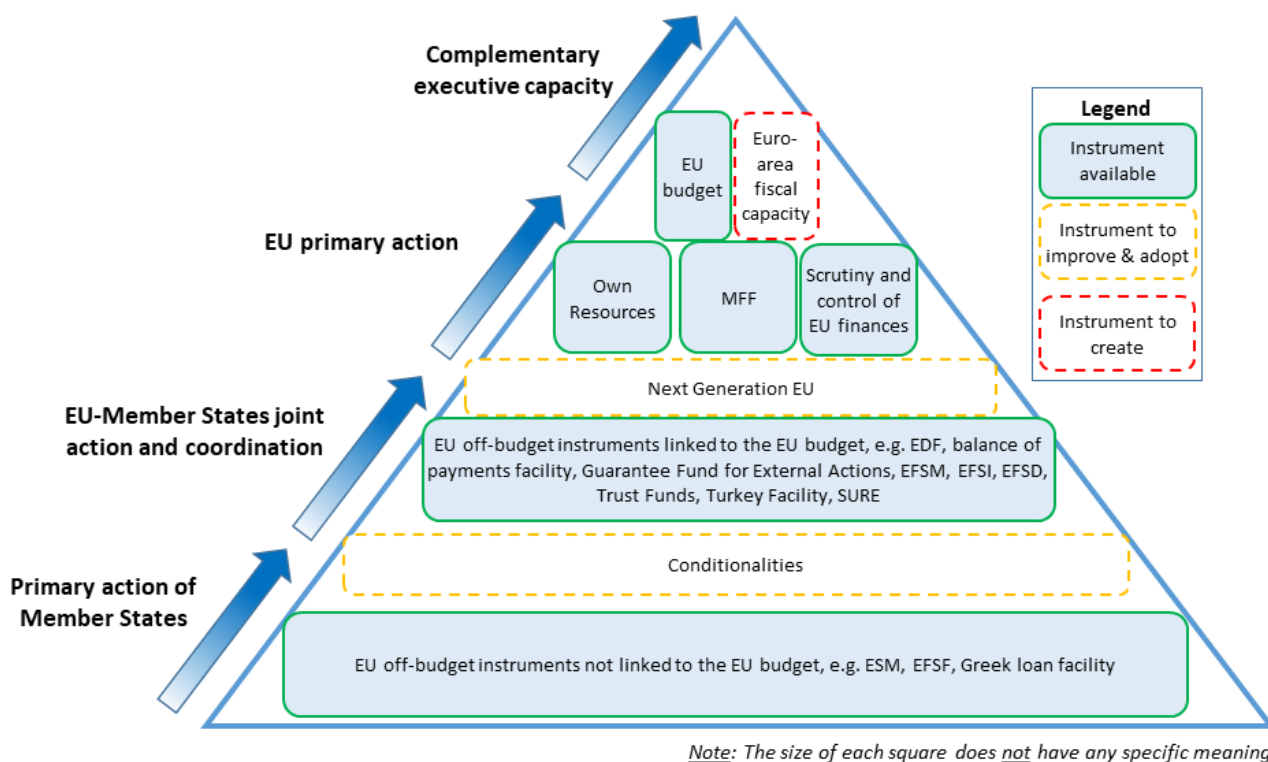 Complementary
executive capacity
EU primary action
EU-Member States joint
action and coordination
Primary action of
Member States
EU
budget
Euro-
area
fiscal
capacity
Own
Resources
MFF
Scrutiny and
control of
EU finances
Next Generation EU
EU off-budget instruments linked to the EU budget, e.g. EDF, balance of
payments facility, Guarantee Fund for External Actions, EFSM, EFSI, EFSD,
Trust Funds, Turkey Facility, SURE
Conditionalities
EU off-budget instruments not linked to the EU budget, e.g. ESM, EFSF, Greek loan facility
Legend
Instrument
available
Instrument to
improve & adopt
Instrument to
create
Note: The size of each square does not have any specific meaning